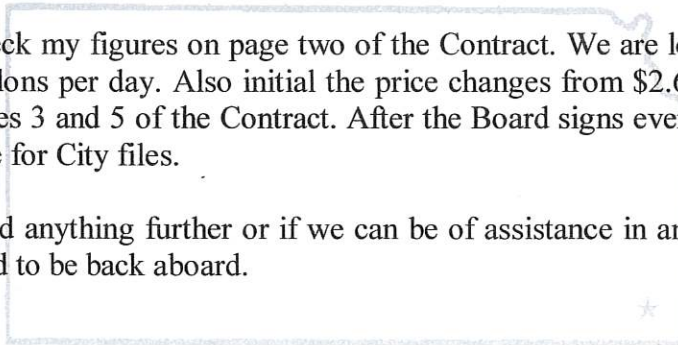 ck my figures on page two of the Contract. We are l
lons per day. Also initial the price changes from $2.
es 3 and 5 of the Contract. After the Board signs eve
for City files.
d anything further or if we can be of assistance in a
d to be back aboard.